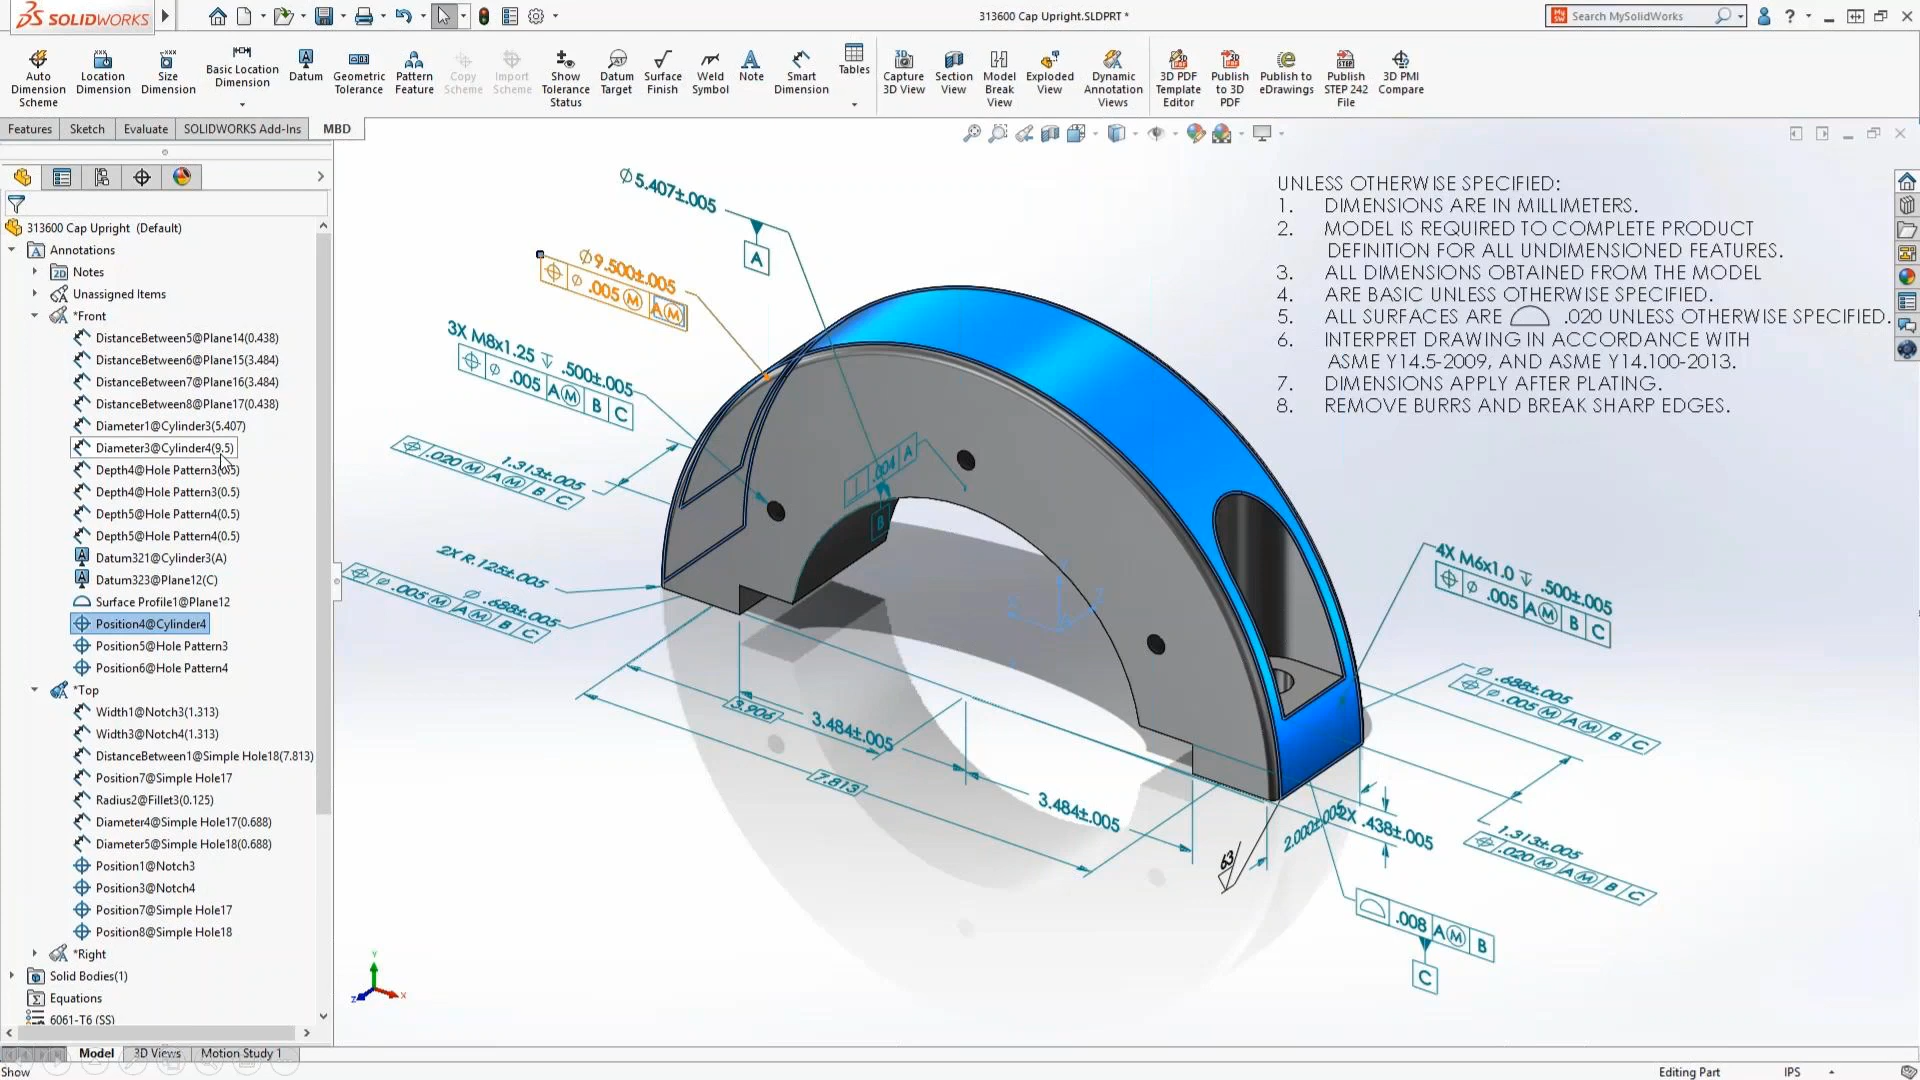 SOLIDWORKS
313600 Cap Upright.SLDPRT *
Search MySolidWorks
Auto Dimension Scheme
Location Dimension
Size Dimension
Basic Location Dimension
Datum
Geometric Tolerance
Pattern Feature
Copy Scheme
Import Scheme
Show Tolerance Status
Datum Target
Surface Finish
Weld Symbol
Note
Smart Dimension
Tables
Capture 3D View
Section View
Model Break View
Exploded View
Dynamic Annotation Views
3D PDF Template Editor
Publish to 3D PDF
Publish to eDrawings
Publish STEP 242 File
3D PMI Compare
Features
Sketch
Evaluate
SOLIDWORKS Add-Ins
MBD
313600 Cap Upright (Default)
Annotations
Notes
Unassigned Items
*Front
DistanceBetween5@Plane14(0.438)
DistanceBetween6@Plane15(3.484)
DistanceBetween7@Plane16(3.484)
DistanceBetween8@Plane17(0.438)
Diameter1@Cylinder3(5.407)
Diameter3@Cylinder4(9.5)
Depth4@Hole Pattern3(0.5)
Depth4@Hole Pattern3(0.5)
Depth5@Hole Pattern4(0.5)
Depth5@Hole Pattern4(0.5)
Datum321@Cylinder3(A)
Datum323@Plane12(C)
Surface Profile1@Plane12
Position4@Cylinder4
Position5@Hole Pattern3
Position6@Hole Pattern4
*Top
Width1@Notch3(1.313)
Width3@Notch4(1.313)
DistanceBetween1@Simple Hole18(7.813)
Position7@Simple Hole17
Radius2@Fillet3(0.125)
Diameter4@Simple Hole17(0.688)
Diameter5@Simple Hole18(0.688)
Position1@Notch3
Position3@Notch4
Position7@Simple Hole17
Position8@Simple Hole18
*Right
Solid Bodies(1)
Equations
6061-T6 (SS)
UNLESS OTHERWISE SPECIFIED:
1. DIMENSIONS ARE IN MILLIMETERS.
2. MODEL IS REQUIRED TO COMPLETE PRODUCT
DEFINITION FOR ALL UNDIMENSIONED FEATURES.
3. ALL DIMENSIONS OBTAINED FROM THE MODEL
4. ARE BASIC UNLESS OTHERWISE SPECIFIED.
5. ALL SURFACES ARE ⌓ .020 UNLESS OTHERWISE SPECIFIED.
6. INTERPRET DRAWING IN ACCORDANCE WITH
ASME Y14.5-2009, AND ASME Y14.100-2013.
7. DIMENSIONS APPLY AFTER PLATING.
8. REMOVE BURRS AND BREAK SHARP EDGES.
⌀5.407±.005
A
⌀9.500±.005
⌖ ⌀ .005 Ⓜ A Ⓜ
3X M8x1.25 ↧ .500±.005
⌖ ⌀ .005 A Ⓜ B C
1.313±.005
⌖ .020 Ⓜ A Ⓜ B C
⊥ .004 A
B
2X R.125±.005
⌀ .688±.005
⌖ ⌀ .005 Ⓜ A Ⓜ B C
4X M6x1.0 ↧ .500±.005
⌖ ⌀ .005 A Ⓜ B C
⌀ .688±.005
⌖ ⌀ .005 Ⓜ A Ⓜ B C
3.906
3.484±.005
7.813
3.484±.005
2.000±.005
2X .438±.005
63
1.313±.005
⌖ .020 Ⓜ A Ⓜ B C
⌓ .008 A Ⓜ B
C
Y
X
Z
Model
3D Views
Motion Study 1
Show
Editing Part
IPS